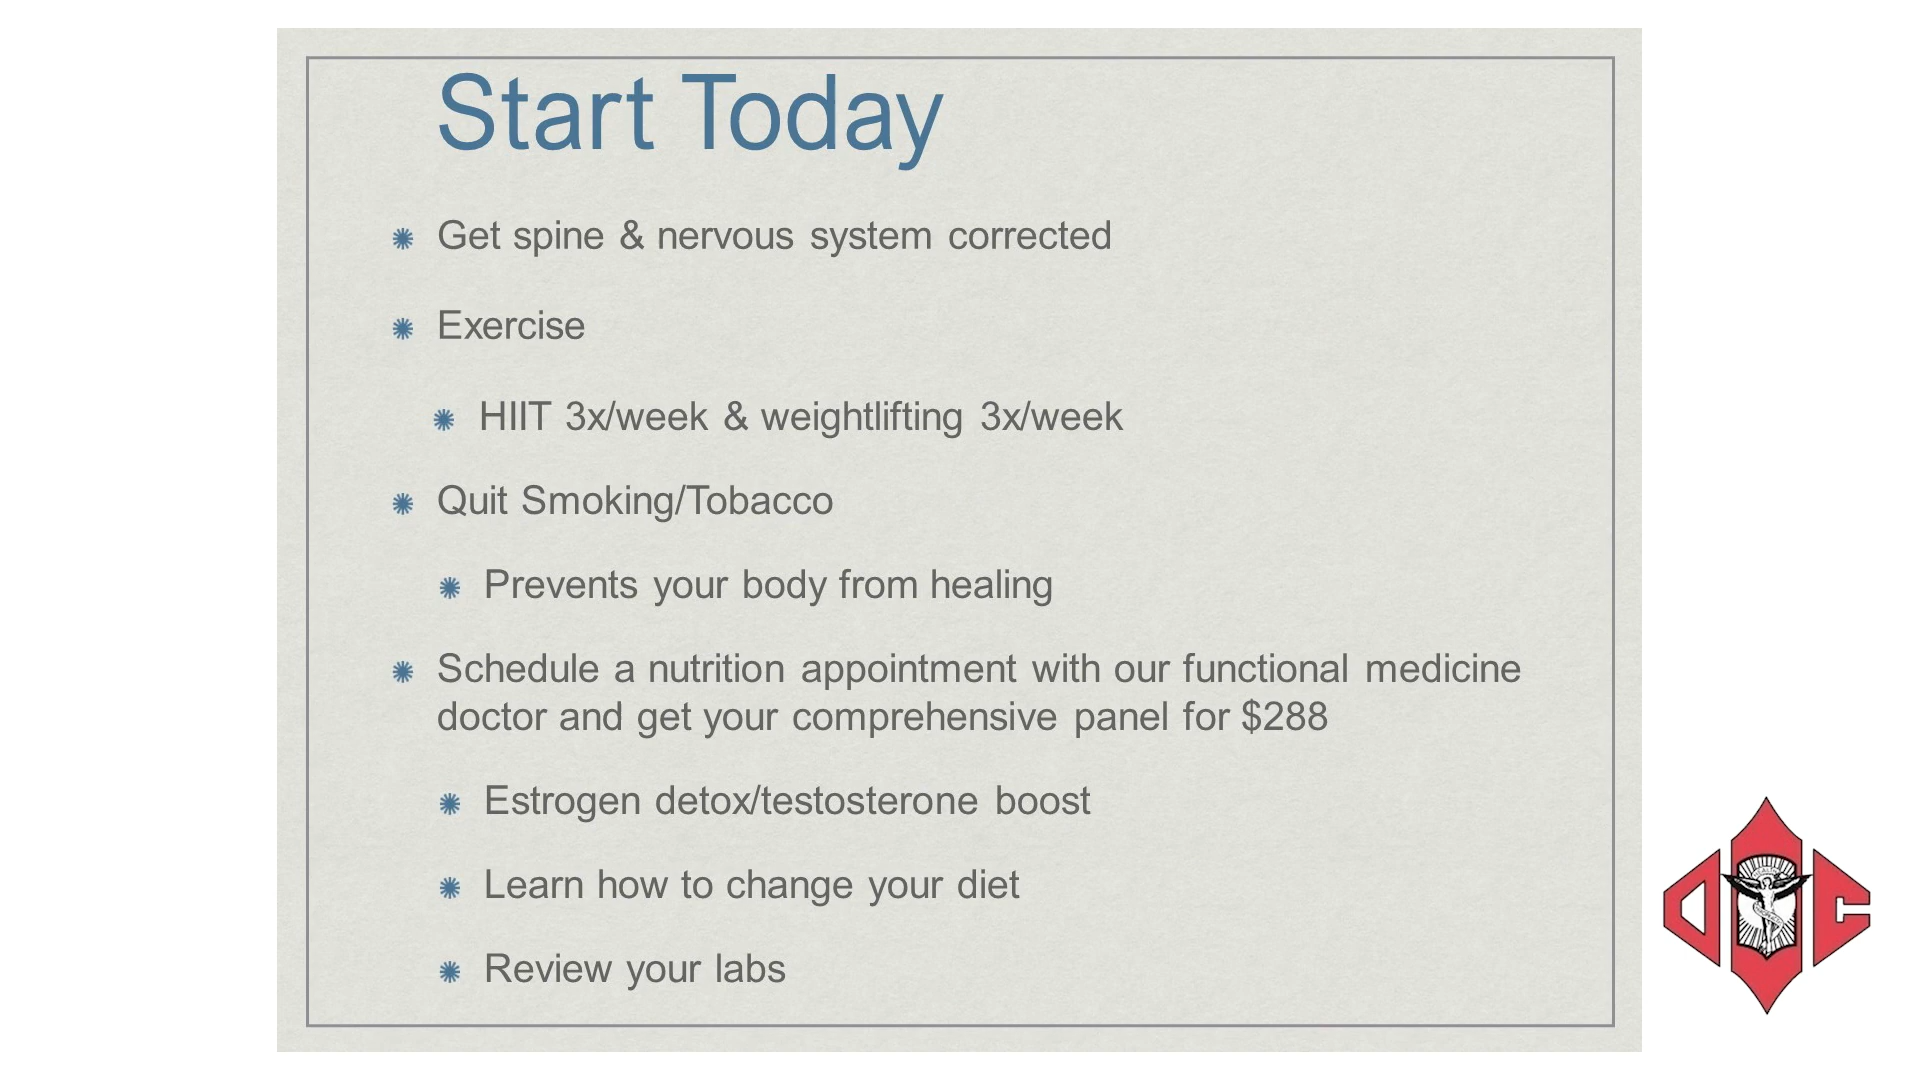 Start Today
Get spine & nervous system corrected
Exercise
HIIT 3x/week & weightlifting 3x/week
Quit Smoking/Tobacco
Prevents your body from healing
Schedule a nutrition appointment with our functional medicine
doctor and get your comprehensive panel for $288
Estrogen detox/testosterone boost
Learn how to change your diet
Review your labs